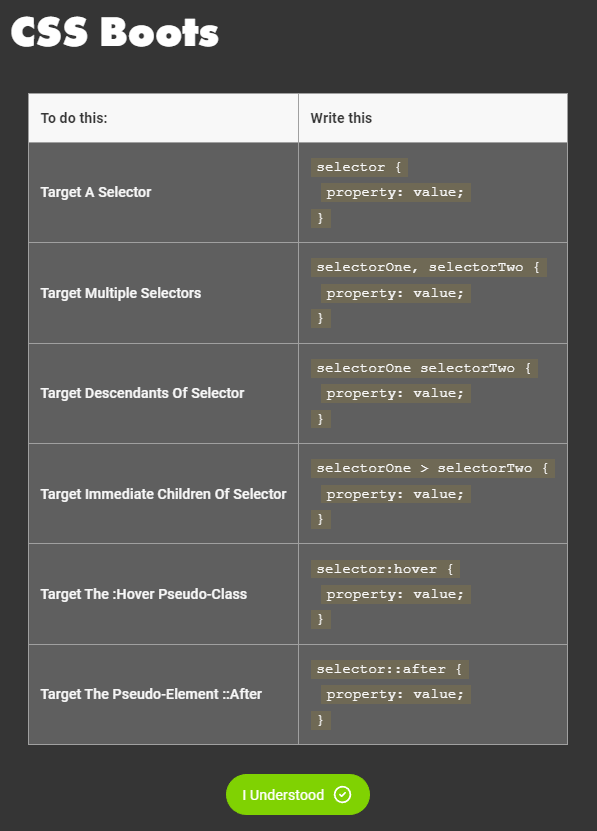 CSS Boots
To do this:
Write this
Target A Selector
selector {
property: value;
}
Target Multiple Selectors
selectorOne, selectorTwo {
property: value;
}
Target Descendants Of Selector
selectorOne selectorTwo {
property: value;
}
Target Immediate Children Of Selector
selectorOne > selectorTwo {
property: value;
}
Target The :Hover Pseudo-Class
selector:hover {
property: value;
}
Target The Pseudo-Element ::After
selector::after {
property: value;
}
I Understood